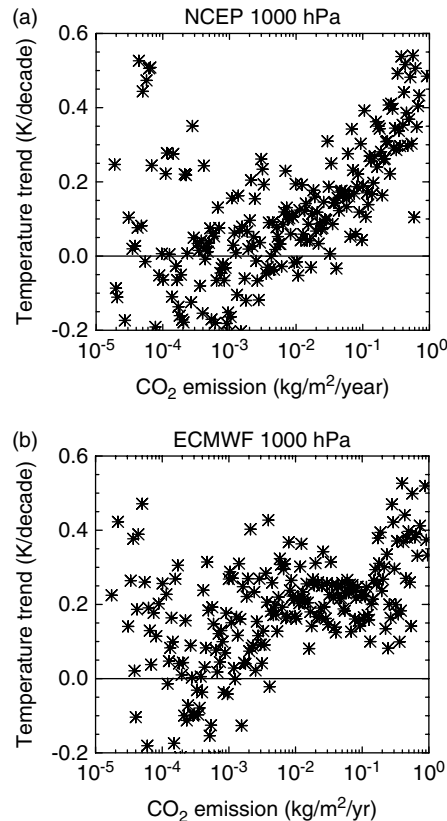 (a) NCEP 1000 hPa
0.6
0.4
0.2
0.0
-0.2
Temperature trend (K/decade)
10⁻⁵ 10⁻⁴ 10⁻³ 10⁻² 10⁻¹ 10⁰
CO₂ emission (kg/m²/year)
(b) ECMWF 1000 hPa
0.6
0.4
0.2
0.0
-0.2
Temperature trend (K/decade)
10⁻⁵ 10⁻⁴ 10⁻³ 10⁻² 10⁻¹ 10⁰
CO₂ emission (kg/m²/yr)